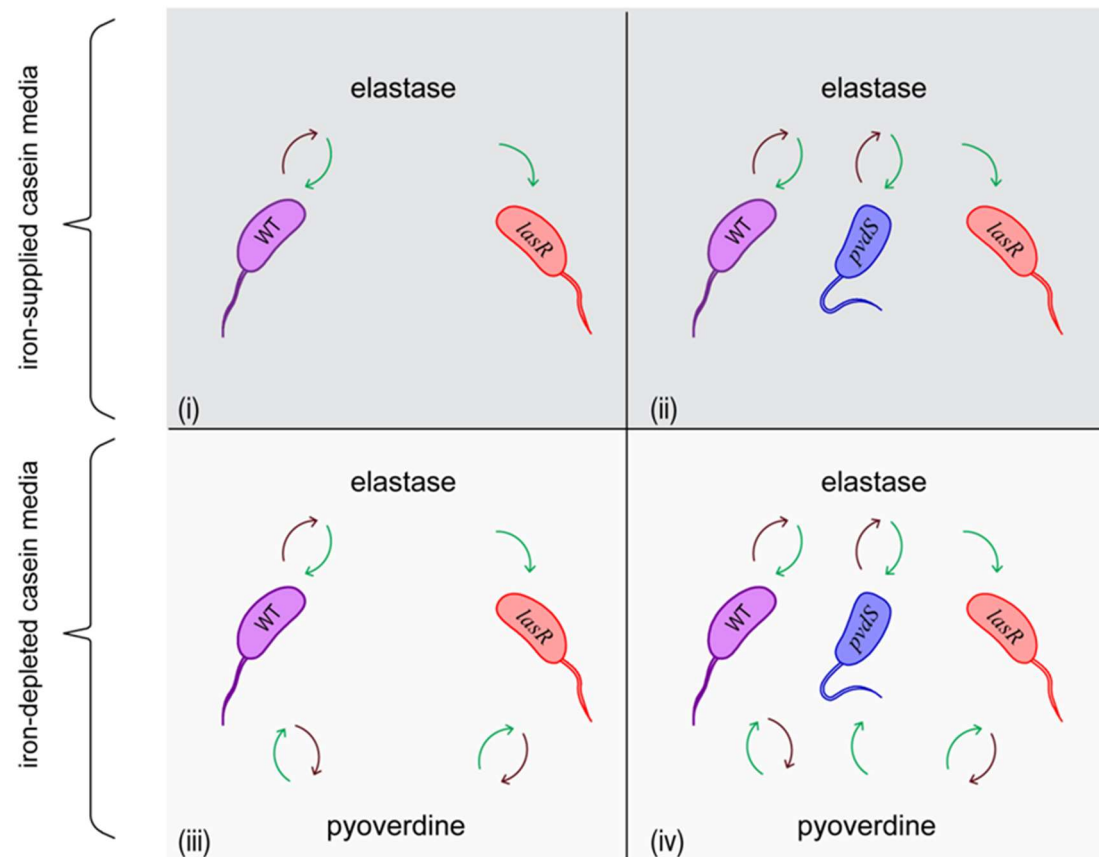 iron-supplied casein media
elastase
WT
lasR
(i)
elastase
WT
pvdS
lasR
(ii)
iron-depleted casein media
elastase
WT
lasR
pyoverdine
(iii)
elastase
WT
pvdS
lasR
pyoverdine
(iv)